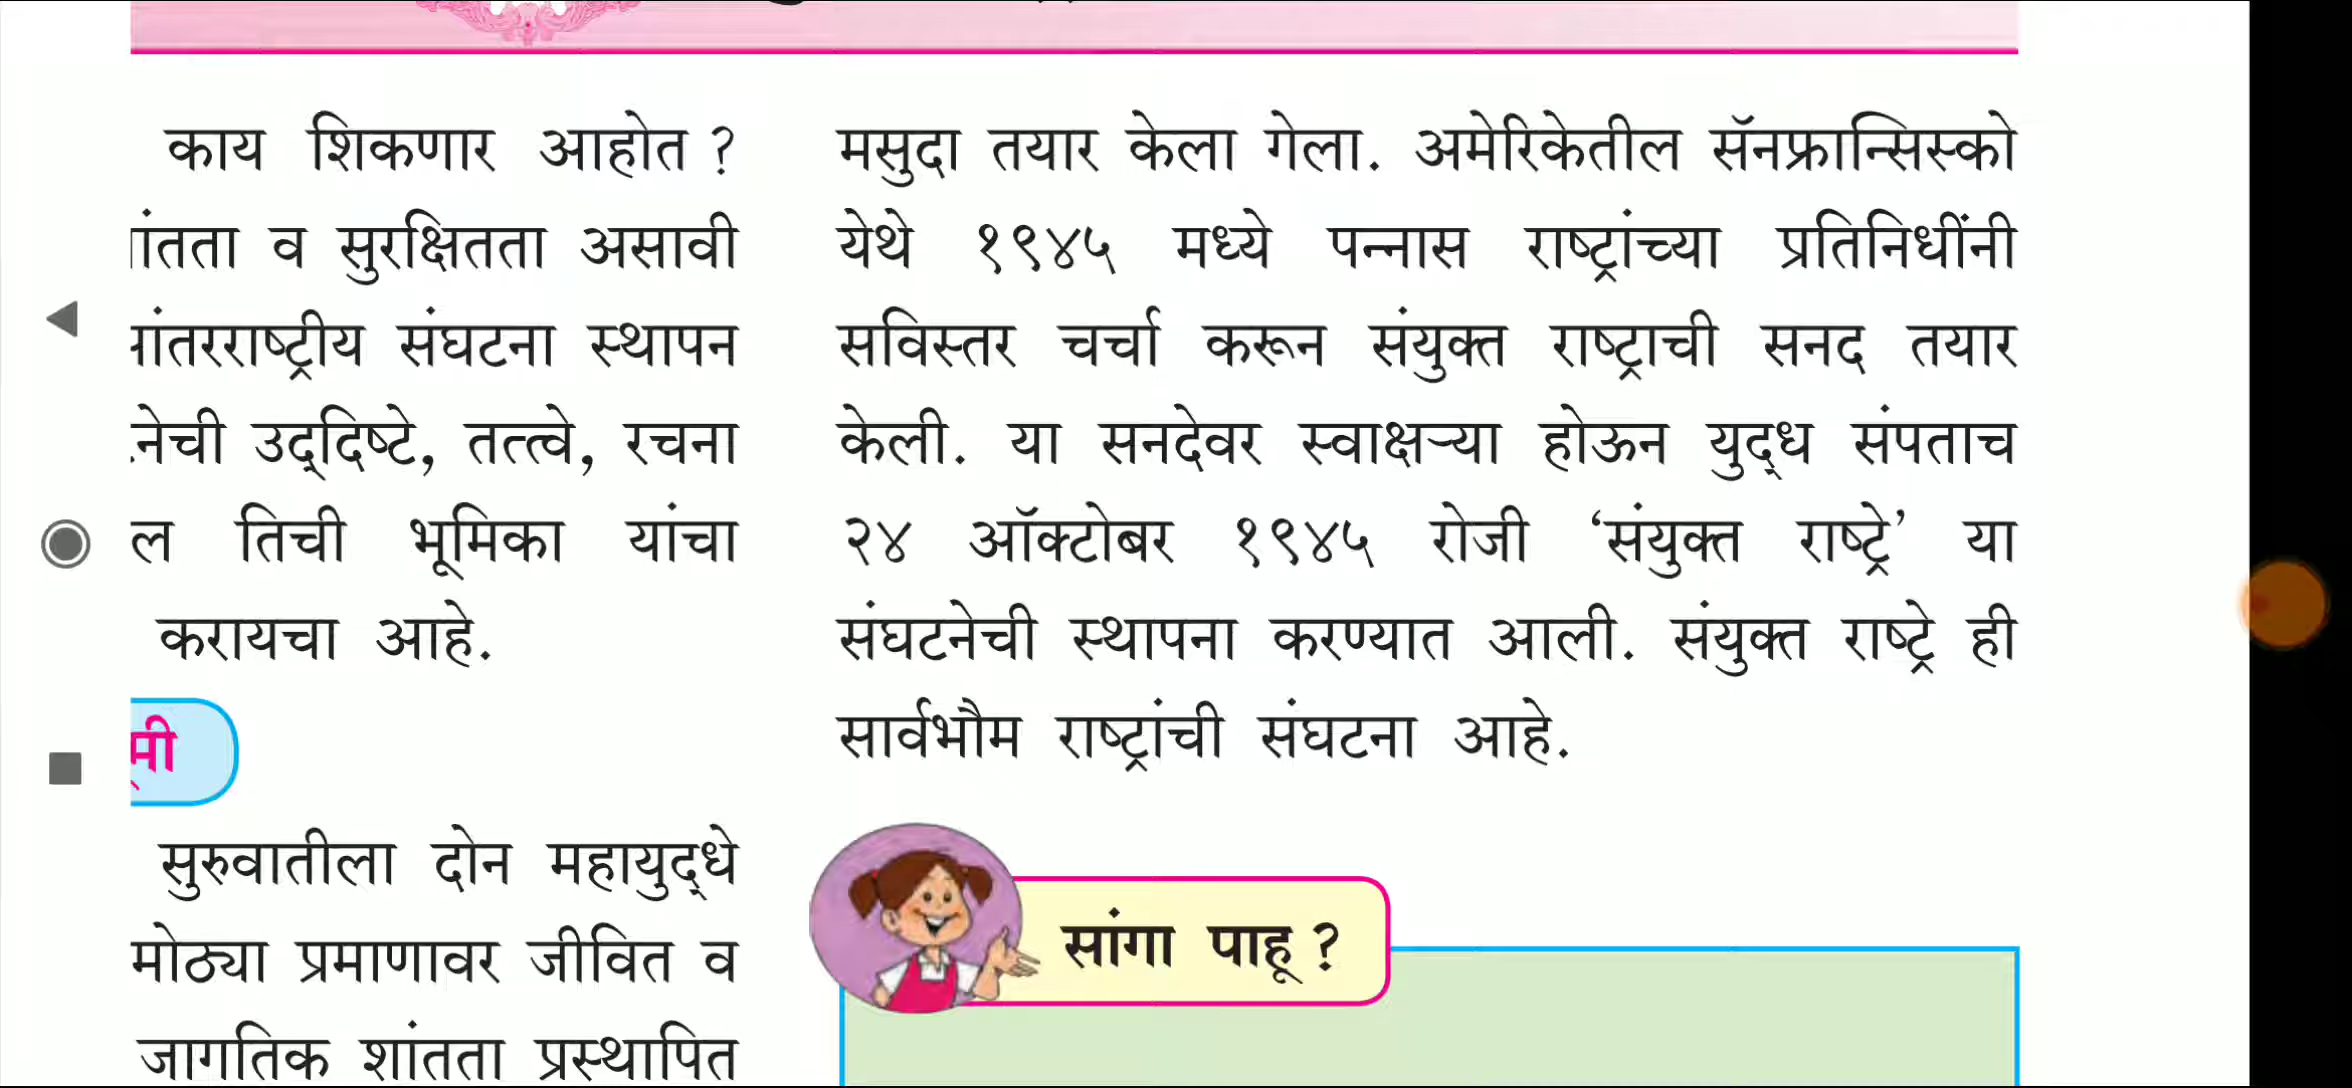 काय शिकणार आहोत ?
व सुरक्षितता असावी
संघटना स्थापन
उद्‌दिष्टे, तत्त्वे, रचना
तिची भूमिका यांचा
करायचा आहे.
सुरुवातीला दोन महायुद्धे
मोठ्या प्रमाणावर जीवित व
जागतिक शांतता प्रस्थापित
मसुदा तयार केला गेला. अमेरिकेतील सॅनफ्रान्सिस्को
येथे १९४५ मध्ये पन्नास राष्ट्रांच्या प्रतिनिधींनी
सविस्तर चर्चा करून संयुक्त राष्ट्राची सनद तयार
केली. या सनदेवर स्वाक्षऱ्या होऊन युद्ध संपताच
२४ ऑक्टोबर १९४५ रोजी ‘संयुक्त राष्ट्रे’ या
संघटनेची स्थापना करण्यात आली. संयुक्त राष्ट्रे ही
सार्वभौम राष्ट्रांची संघटना आहे.
सांगा पाहू ?